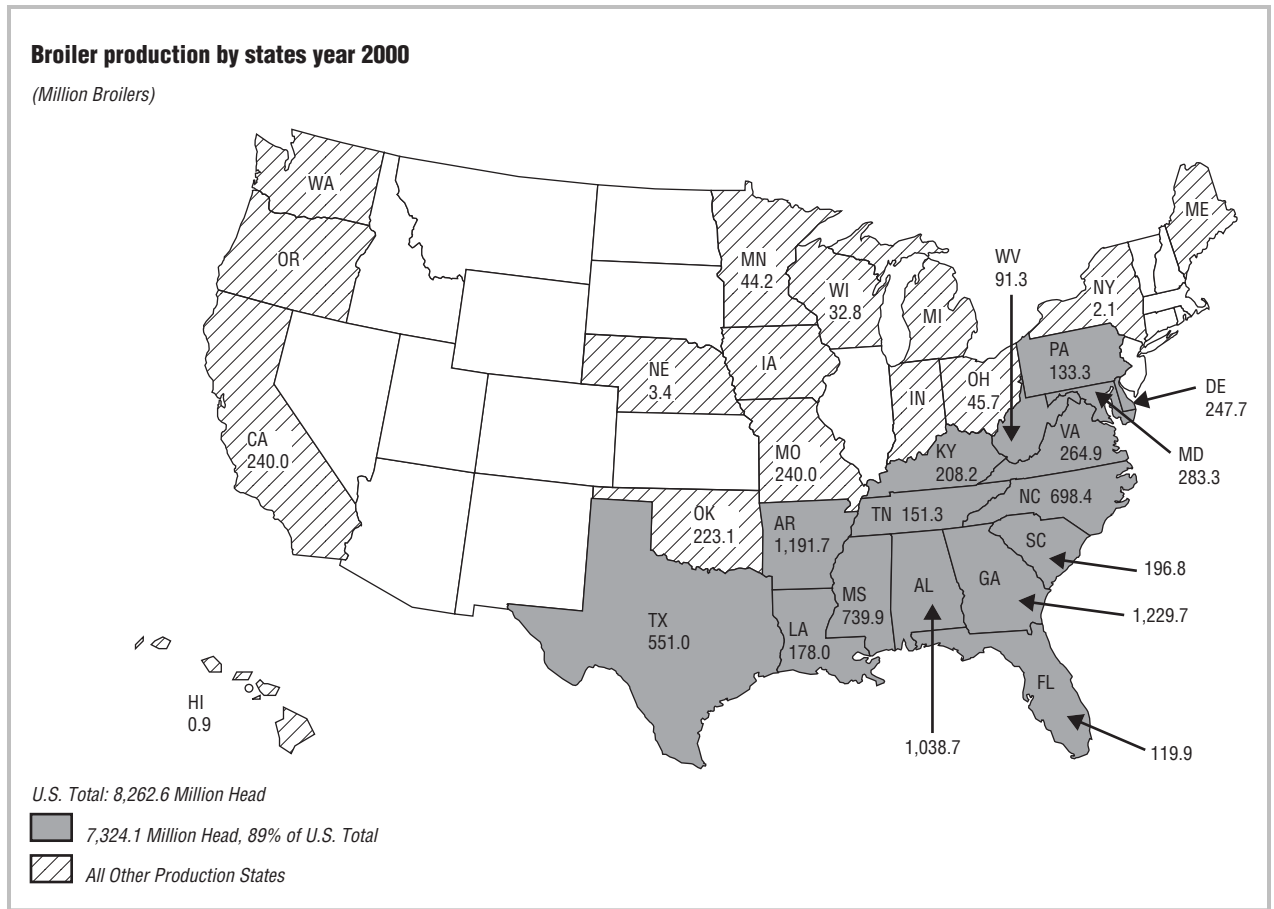 Broiler production by states year 2000
(Million Broilers)
WA
OR
CA
240.0
NE
3.4
MN
44.2
IA
WI
32.8
MI
MO
240.0
IN
OH
45.7
OK
223.1
NY
2.1
ME
WV
91.3
PA
133.3
DE
247.7
MD
283.3
VA
264.9
KY
208.2
TN 151.3
NC 698.4
SC
196.8
AR
1,191.7
MS
739.9
AL
1,038.7
GA
1,229.7
TX
551.0
LA
178.0
FL
119.9
HI
0.9
U.S. Total: 8,262.6 Million Head
7,324.1 Million Head, 89% of U.S. Total
All Other Production States